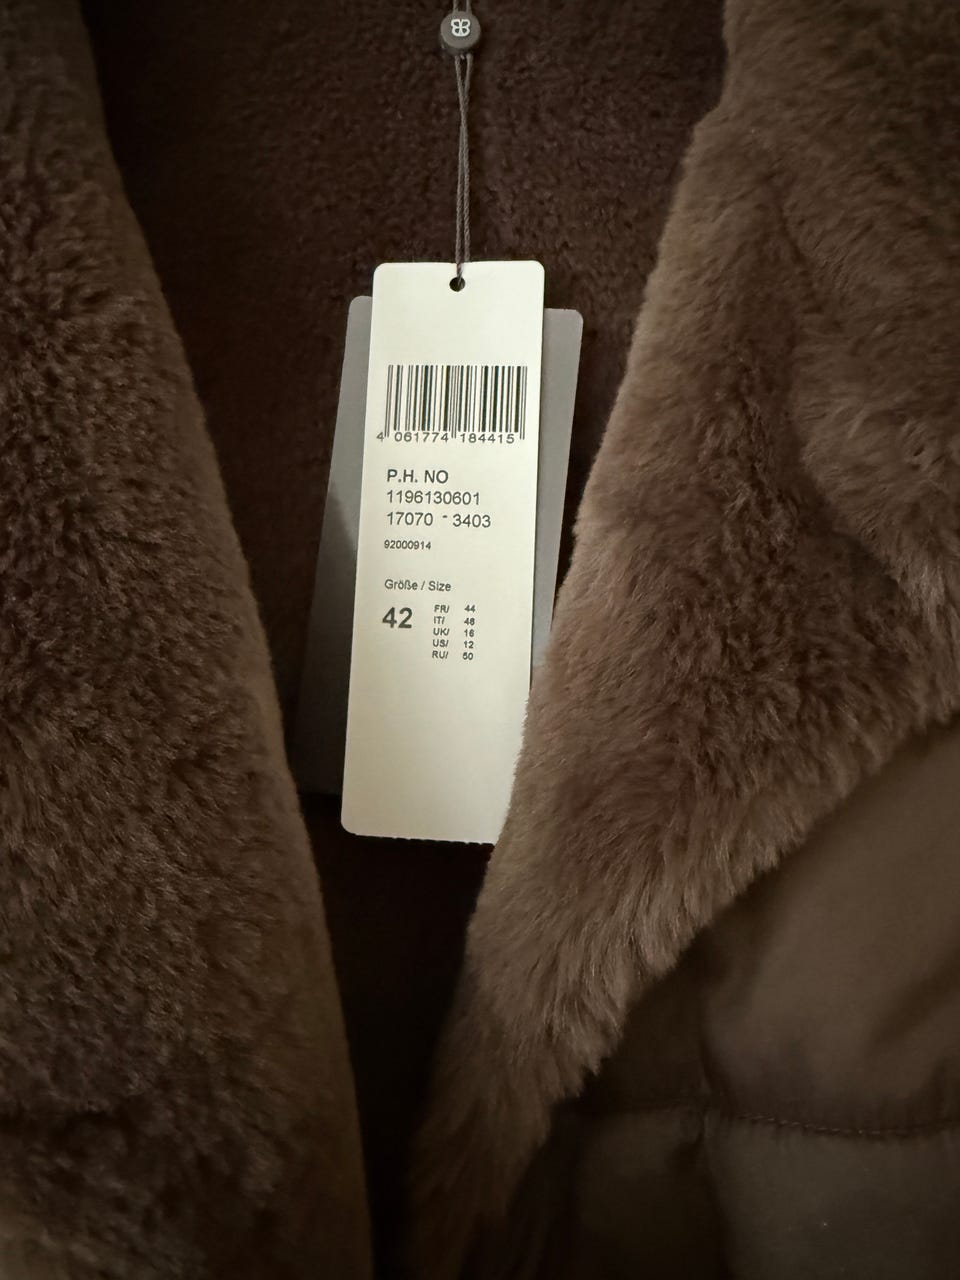 4 061774 184415
P.H. NO
1196130601
17070 - 3403
92000914
Größe / Size
42
FR/ 44
IT/ 48
UK/ 16
US/ 12
RU/ 50